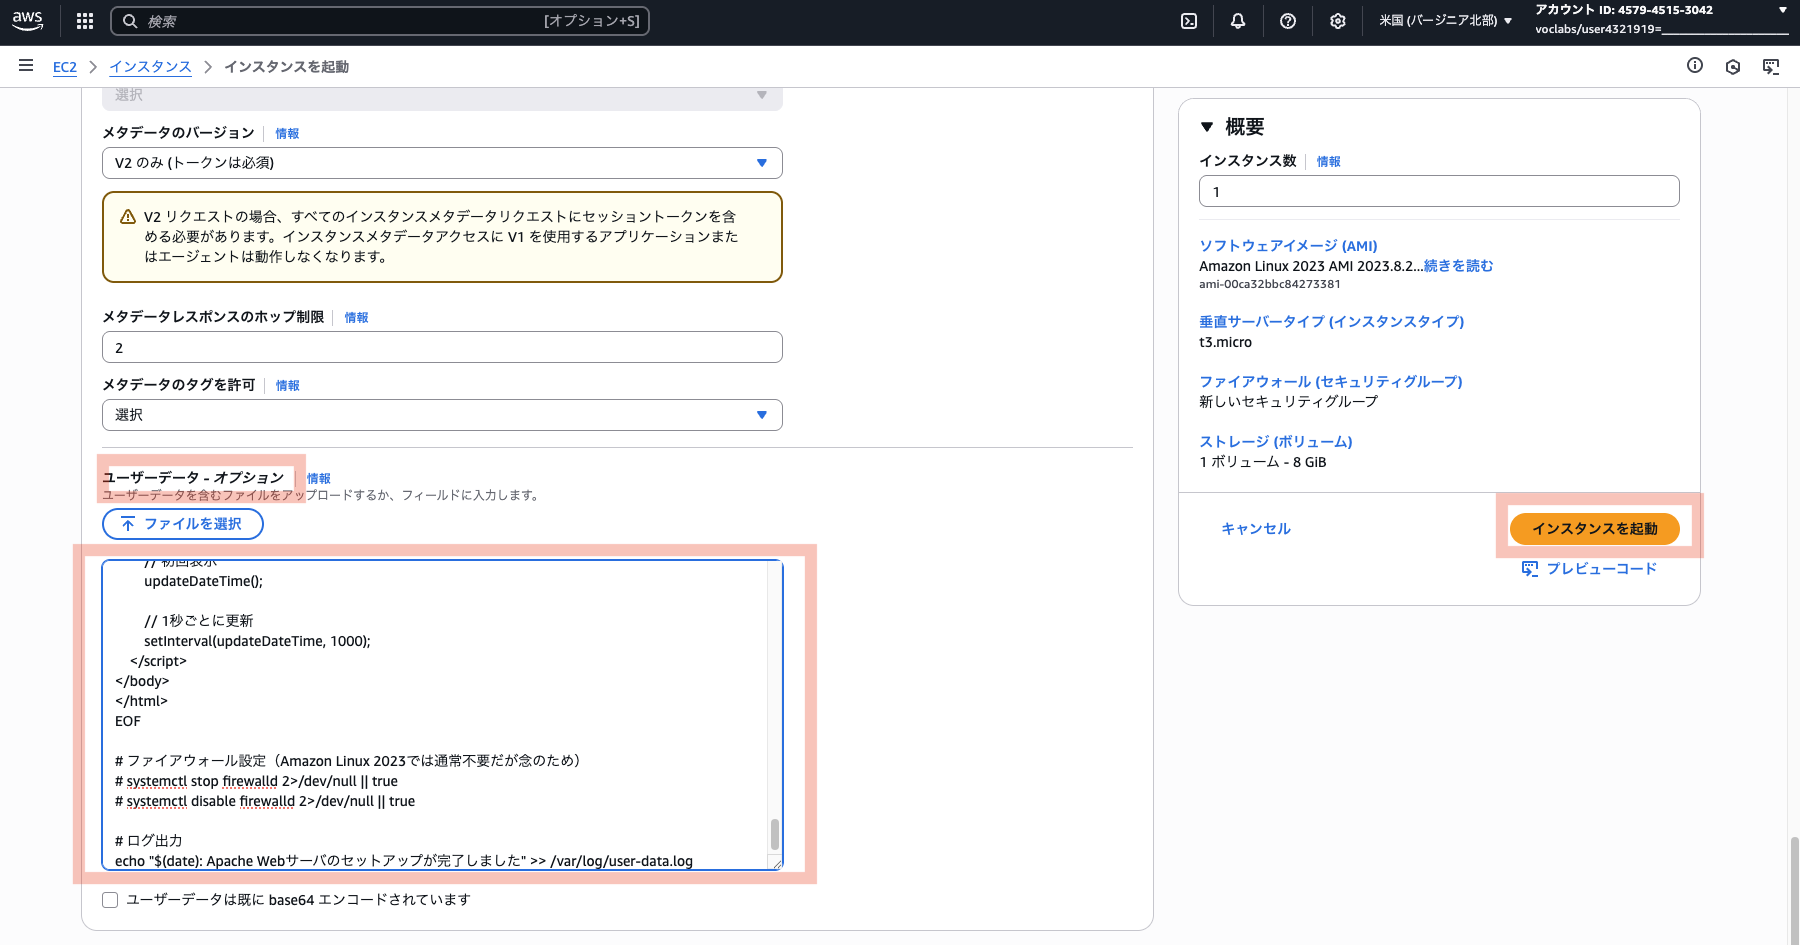 aws
検索
[オプション+S]
米国 (バージニア北部)
アカウント ID: 4579-4515-3042
voclabs/user4321919=
EC2
インスタンス
インスタンスを起動
選択
メタデータのバージョン
情報
V2 のみ (トークンは必須)
V2 リクエストの場合、すべてのインスタンスメタデータリクエストにセッショントークンを含
める必要があります。インスタンスメタデータアクセスに V1 を使用するアプリケーションまた
はエージェントは動作しなくなります。
メタデータレスポンスのホップ制限
情報
2
メタデータのタグを許可
情報
選択
ユーザーデータ - オプション
情報
ユーザーデータを含むファイルをアップロードするか、フィールドに入力します。
ファイルを選択
// 初回表示
updateDateTime();
// 1秒ごとに更新
setInterval(updateDateTime, 1000);
</script>
</body>
</html>
EOF
# ファイアウォール設定（Amazon Linux 2023では通常不要だが念のため）
# systemctl stop firewalld 2>/dev/null || true
# systemctl disable firewalld 2>/dev/null || true
# ログ出力
echo "$(date): Apache Webサーバのセットアップが完了しました" >> /var/log/user-data.log
ユーザーデータは既に base64 エンコードされています
概要
インスタンス数
情報
1
ソフトウェアイメージ (AMI)
Amazon Linux 2023 AMI 2023.8.2...続きを読む
ami-00ca32bbc84273381
垂直サーバータイプ (インスタンスタイプ)
t3.micro
ファイアウォール (セキュリティグループ)
新しいセキュリティグループ
ストレージ (ボリューム)
1 ボリューム - 8 GiB
キャンセル
インスタンスを起動
プレビューコード